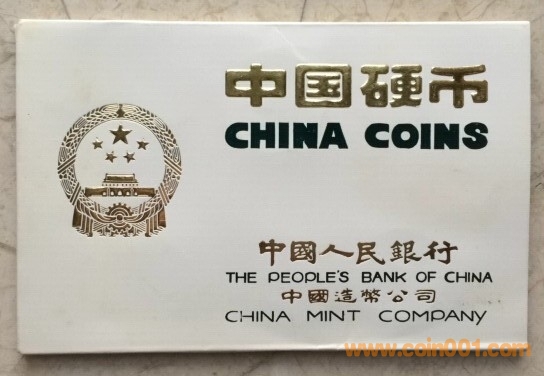 中国硬币
CHINA COINS
中國人民銀行
THE PEOPLE'S BANK OF CHINA
中國造幣公司
CHINA MINT COMPANY
www.coin001.com